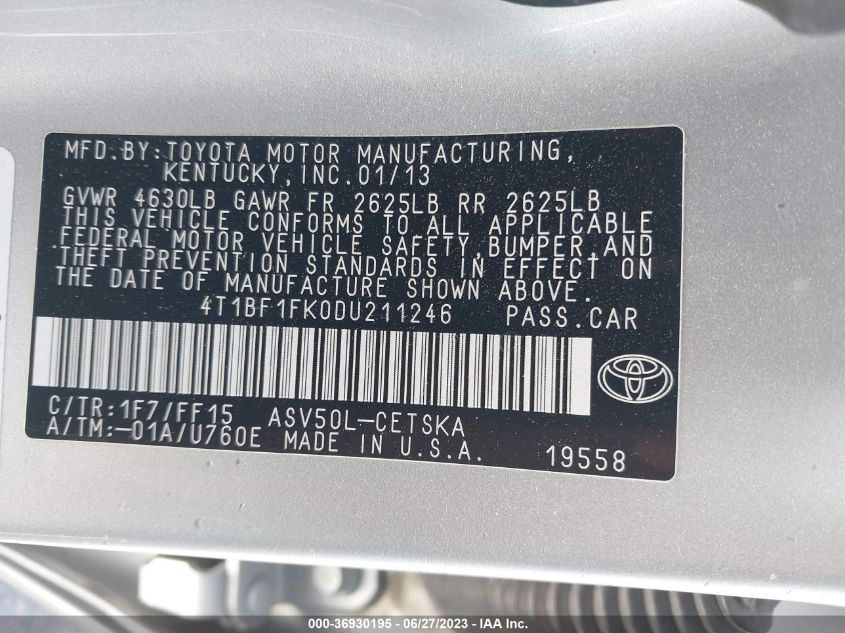 MFD.BY:TOYOTA MOTOR MANUFACTURING,
KENTUCKY,INC.01/13
GVWR 4630LB GAWR FR 2625LB RR 2625LB
THIS VEHICLE CONFORMS TO ALL APPLICABLE
FEDERAL MOTOR VEHICLE SAFETY,BUMPER,AND
THEFT PREVENTION STANDARDS IN EFFECT ON
THE DATE OF MANUFACTURE SHOWN ABOVE.
4T1BF1FK0DU211246 PASS.CAR
C/TR:1F7/FF15 ASV50L-CETSKA
A/TM:-01A/U760E MADE IN U.S.A.
19558
000-36930195 - 06/27/2023 - IAA Inc.